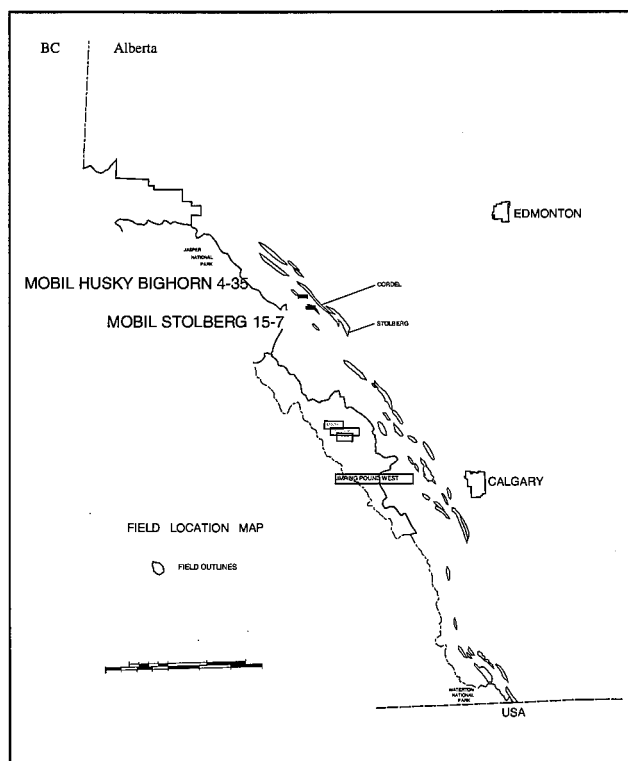 BC Alberta
EDMONTON
JASPER
NATIONAL
PARK
MOBIL HUSKY BIGHORN 4-35
CORDEL
MOBIL STOLBERG 15-7
STOLBERG
POUND WEST
CALGARY
FIELD LOCATION MAP
FIELD OUTLINES
WATERTON
NATIONAL
PARK
USA